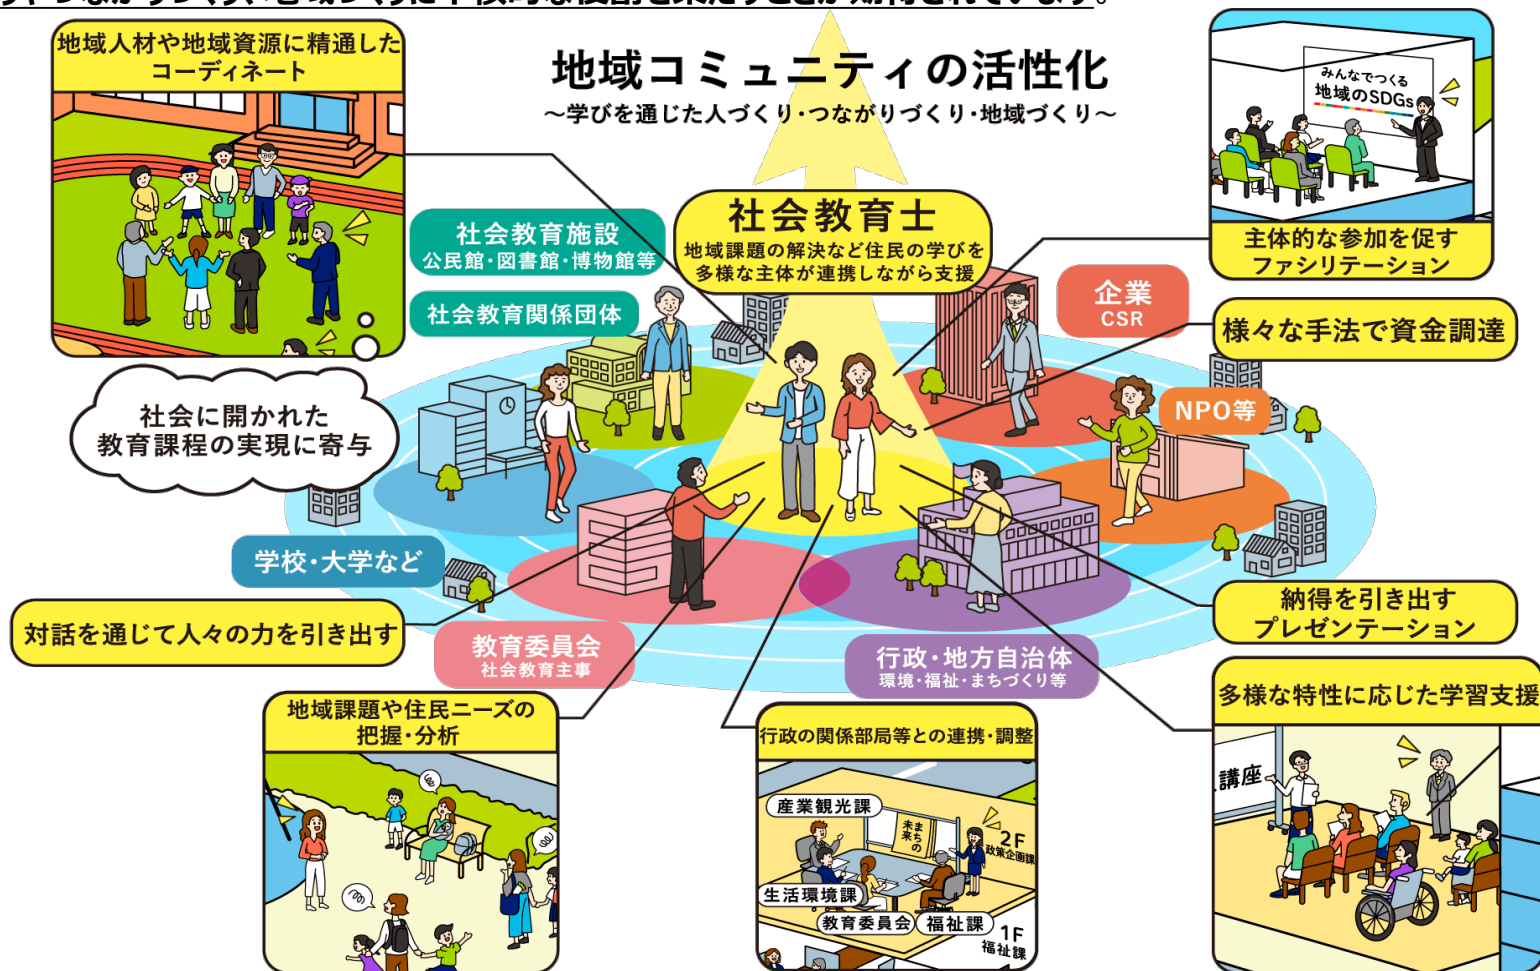 地域コミュニティの活性化
～学びを通じた人づくり・つながりづくり・地域づくり～
地域人材や地域資源に精通した
コーディネート
みんなでつくる
地域のSDGs
主体的な参加を促す
ファシリテーション
社会教育士
地域課題の解決など住民の学びを
多様な主体が連携しながら支援
社会教育施設
公民館・図書館・博物館等
社会教育関係団体
企業
CSR
様々な手法で資金調達
社会に開かれた
教育課程の実現に寄与
NPO等
学校・大学など
対話を通じて人々の力を引き出す
教育委員会
社会教育主事
行政・地方自治体
環境・福祉・まちづくり等
納得を引き出す
プレゼンテーション
地域課題や住民ニーズの
把握・分析
行政の関係部局等との連携・調整
産業観光課
まちの
未来
2F
政策企画課
生活環境課
教育委員会
福祉課
1F
福祉課
多様な特性に応じた学習支援
講座